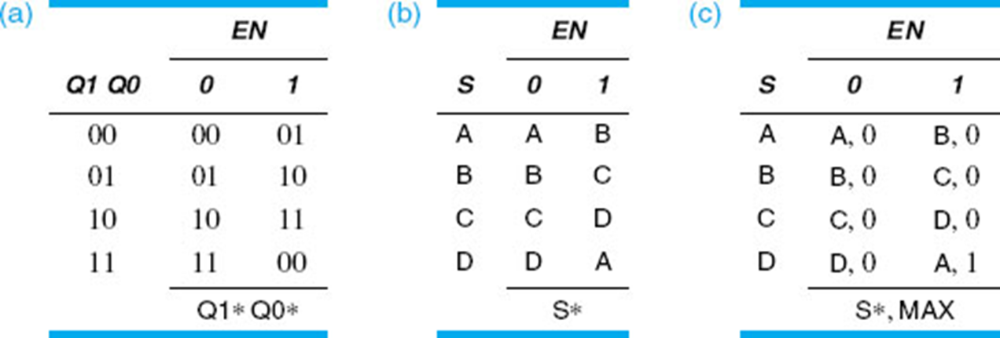 (a) EN
Q1 Q0 0 1
00 00 01
01 01 10
10 10 11
11 11 00
Q1* Q0*
(b) EN
S 0 1
A A B
B B C
C C D
D D A
S*
(c) EN
S 0 1
A A, 0 B, 0
B B, 0 C, 0
C C, 0 D, 0
D D, 0 A, 1
S*, MAX